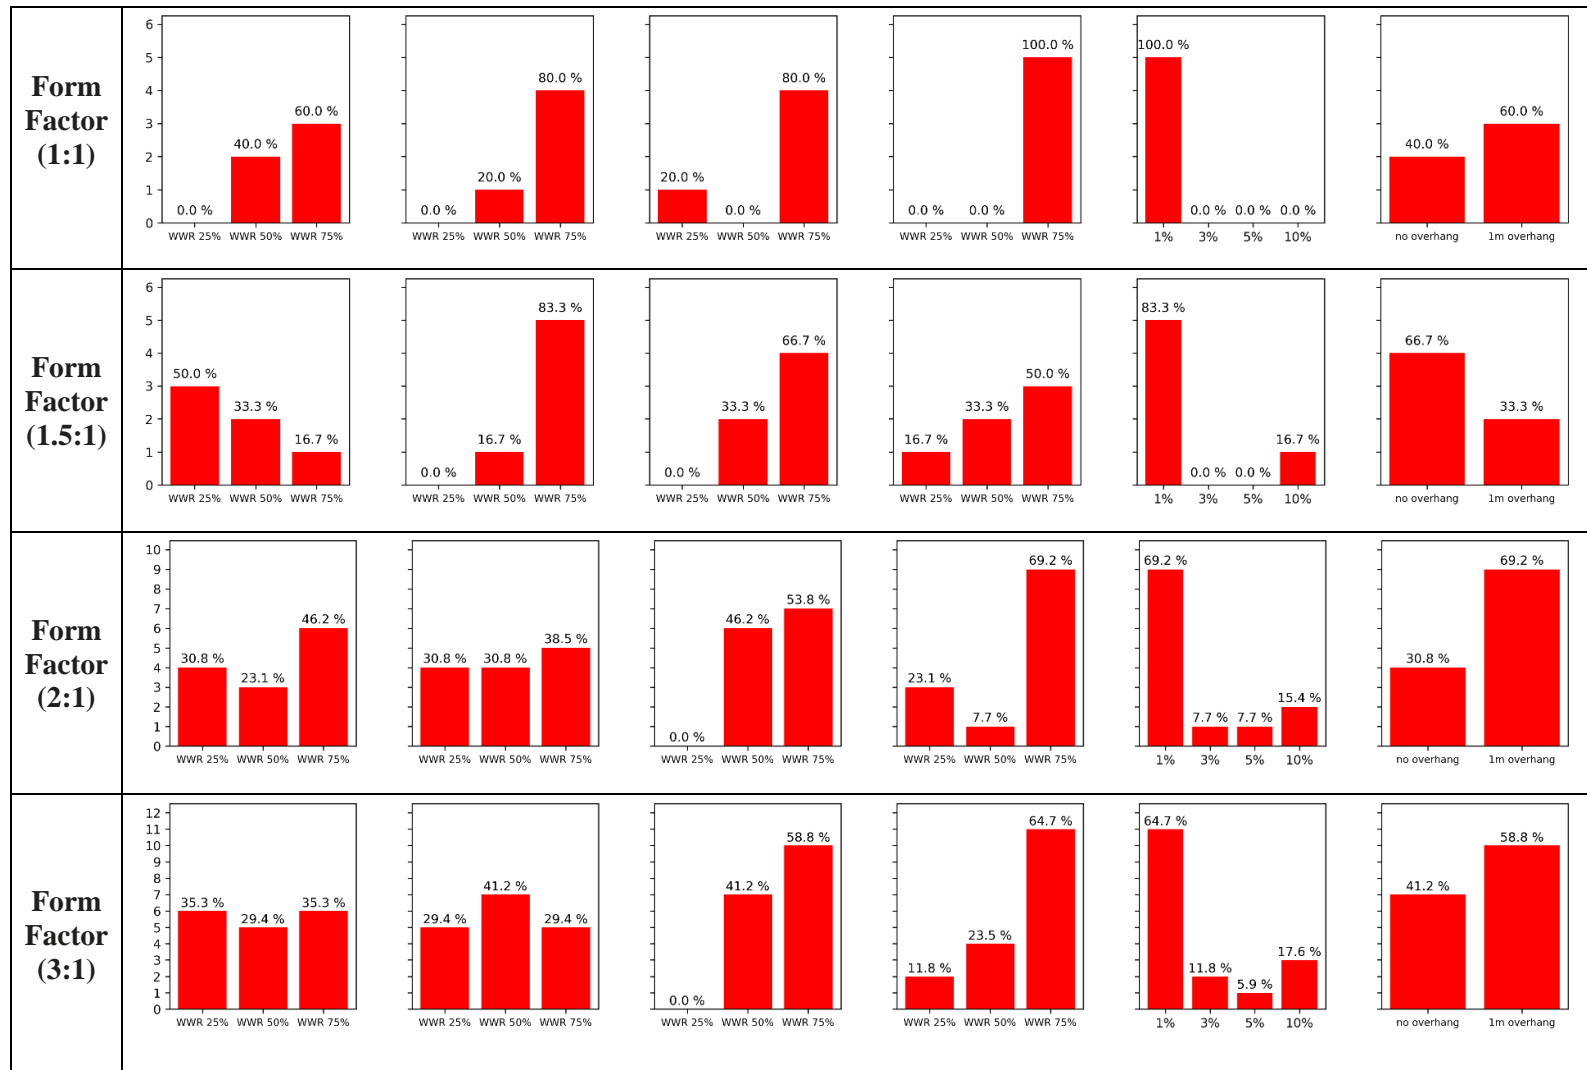 Form
Factor
(1:1)
6
5
4
3
2
1
0
0.0 %
40.0 %
60.0 %
WWR 25% WWR 50% WWR 75%
0.0 %
20.0 %
80.0 %
WWR 25% WWR 50% WWR 75%
20.0 %
0.0 %
80.0 %
WWR 25% WWR 50% WWR 75%
0.0 %
0.0 %
100.0 %
WWR 25% WWR 50% WWR 75%
100.0 %
0.0 % 0.0 % 0.0 %
1% 3% 5% 10%
40.0 %
60.0 %
no overhang 1m overhang
Form
Factor
(1.5:1)
6
5
4
3
2
1
0
50.0 %
33.3 %
16.7 %
WWR 25% WWR 50% WWR 75%
0.0 %
16.7 %
83.3 %
WWR 25% WWR 50% WWR 75%
0.0 %
33.3 %
66.7 %
WWR 25% WWR 50% WWR 75%
16.7 %
33.3 %
50.0 %
WWR 25% WWR 50% WWR 75%
83.3 %
0.0 % 0.0 %
16.7 %
1% 3% 5% 10%
66.7 %
33.3 %
no overhang 1m overhang
Form
Factor
(2:1)
10
9
8
7
6
5
4
3
2
1
0
30.8 %
23.1 %
46.2 %
WWR 25% WWR 50% WWR 75%
30.8 % 30.8 %
38.5 %
WWR 25% WWR 50% WWR 75%
0.0 %
46.2 %
53.8 %
WWR 25% WWR 50% WWR 75%
23.1 %
7.7 %
69.2 %
WWR 25% WWR 50% WWR 75%
69.2 %
7.7 % 7.7 %
15.4 %
1% 3% 5% 10%
30.8 %
69.2 %
no overhang 1m overhang
Form
Factor
(3:1)
12
11
10
9
8
7
6
5
4
3
2
1
0
35.3 %
29.4 %
35.3 %
WWR 25% WWR 50% WWR 75%
29.4 %
41.2 %
29.4 %
WWR 25% WWR 50% WWR 75%
0.0 %
41.2 %
58.8 %
WWR 25% WWR 50% WWR 75%
11.8 %
23.5 %
64.7 %
WWR 25% WWR 50% WWR 75%
64.7 %
11.8 %
5.9 %
17.6 %
1% 3% 5% 10%
41.2 %
58.8 %
no overhang 1m overhang